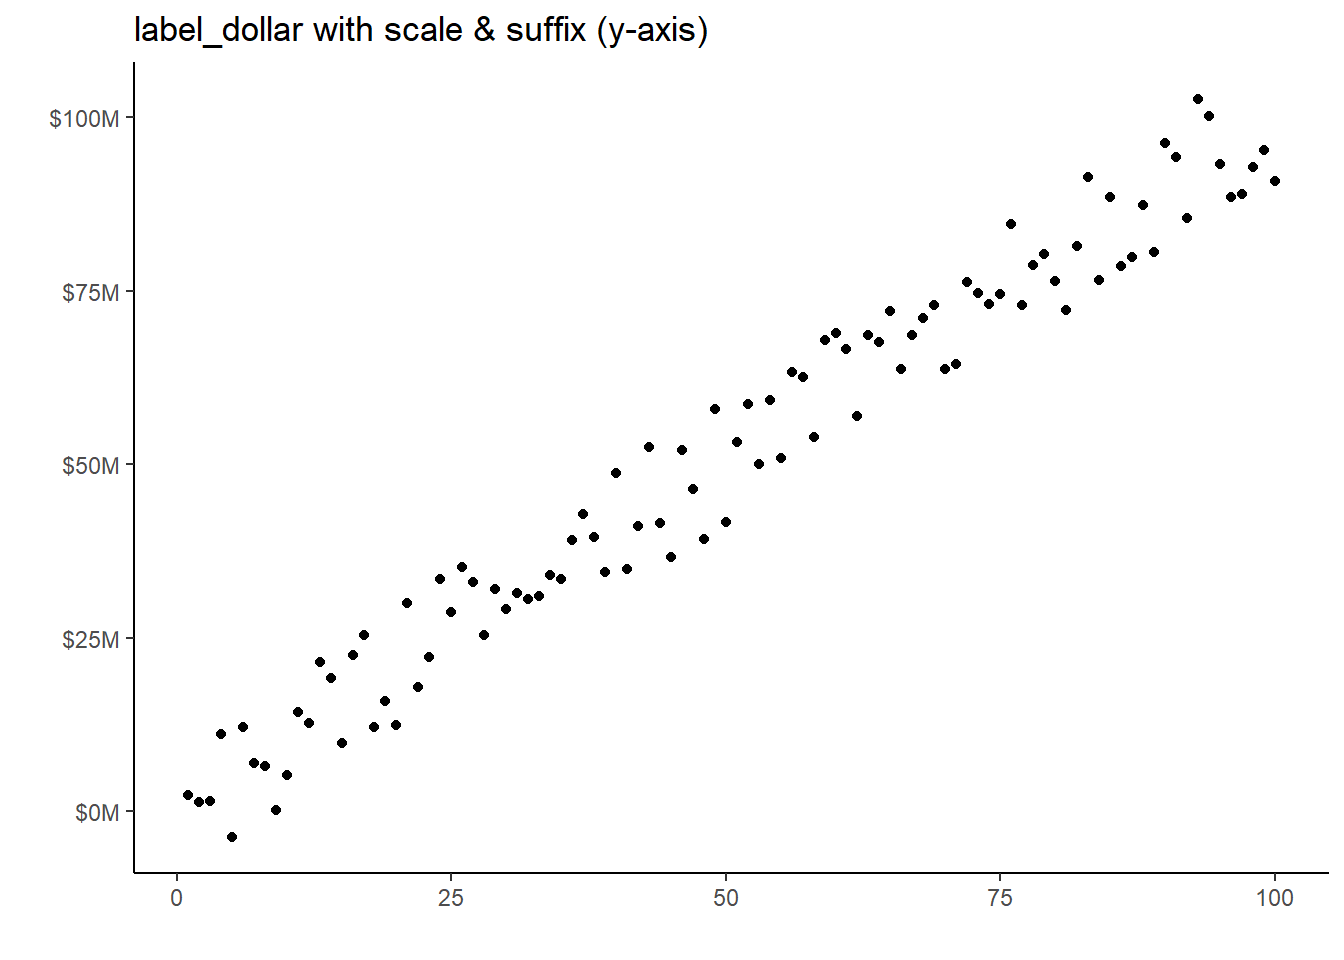 label_dollar with scale & suffix (y-axis)
$100M
$75M
$50M
$25M
$0M
0 25 50 75 100